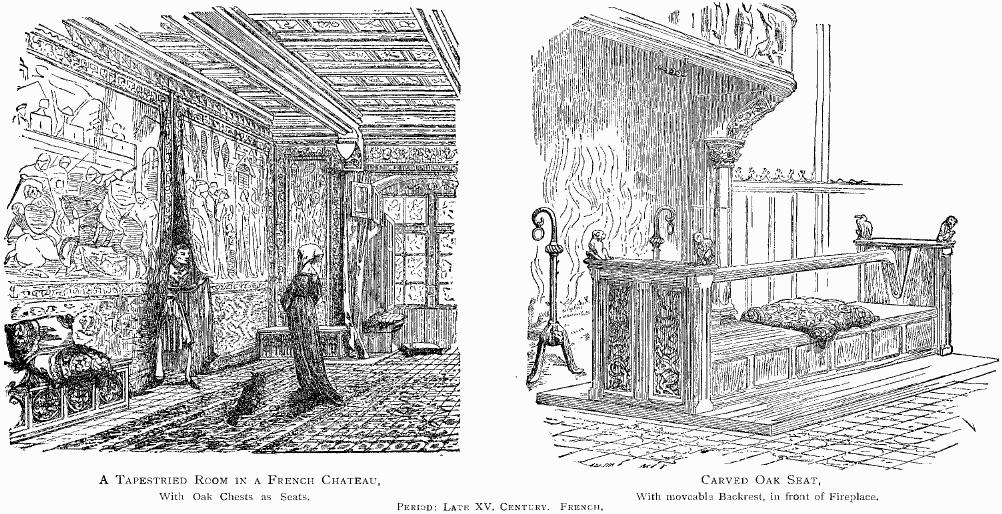 A Tapestried Room in a French Chateau,
With Oak Chests as Seats.
Carved Oak Seat,
With moveable Backrest, in front of Fireplace.
Period: Late XV. Century. French.